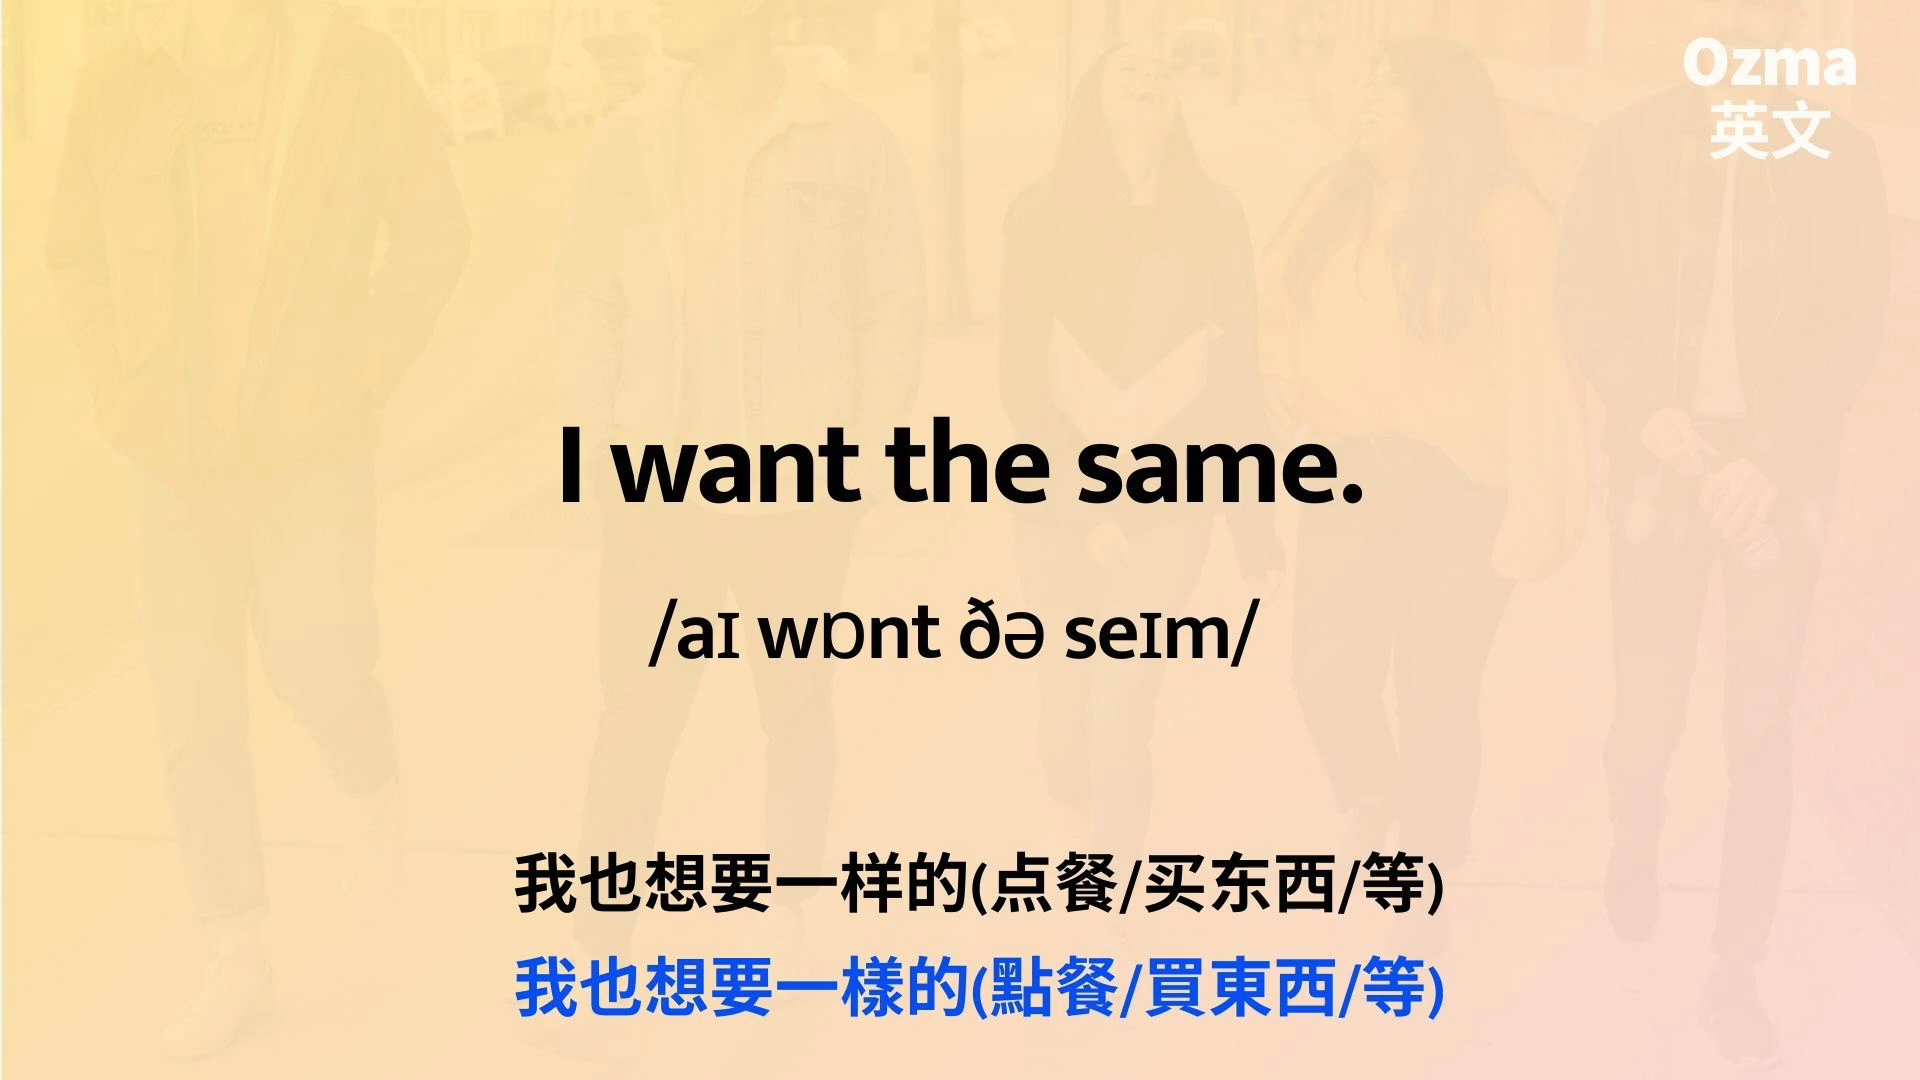 Ozma
英文
I want the same.
/aɪ wɒnt ðə seɪm/
我也想要一样的(点餐/买东西/等)
我也想要一樣的(點餐/買東西/等)